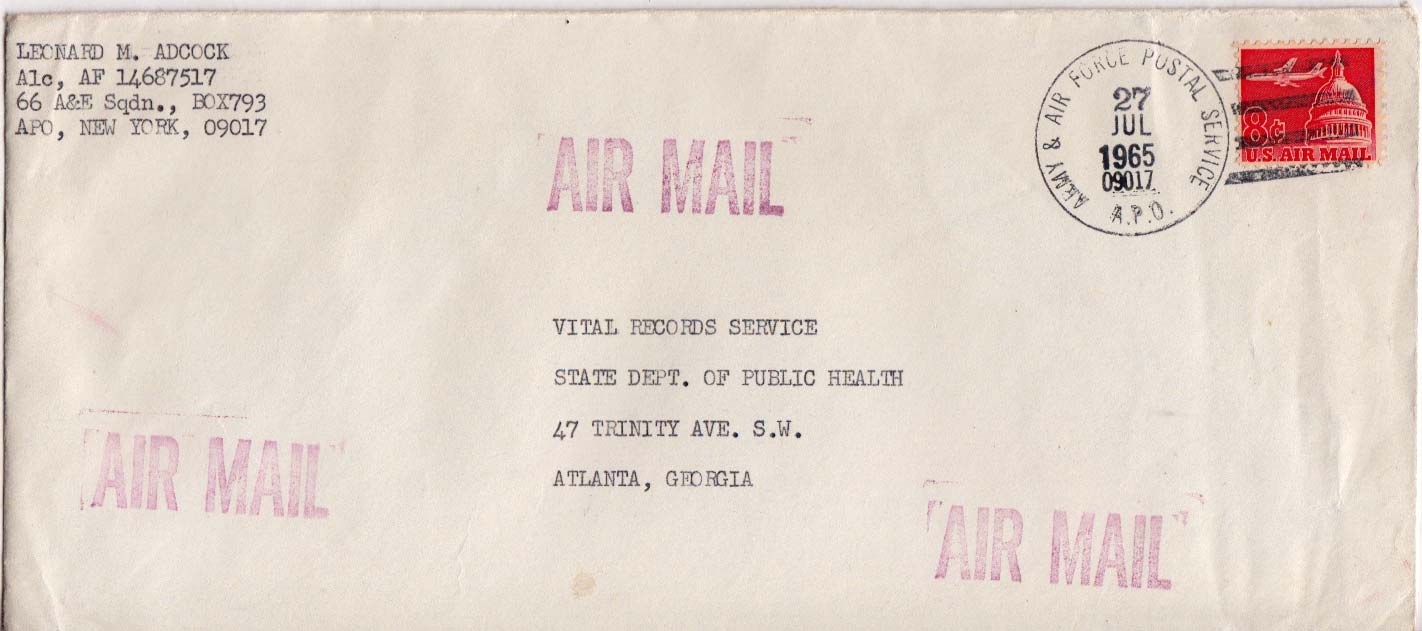 LEONARD M. ADCOCK
A1c, AF 14687517
66 A&E Sqdn., BOX793
APO, NEW YORK, 09017
ARMY & AIR FORCE POSTAL SERVICE
27
JUL
1965
09017
A.P.O.
8¢
U.S. AIR MAIL
AIR MAIL
VITAL RECORDS SERVICE
STATE DEPT. OF PUBLIC HEALTH
47 TRINITY AVE. S.W.
ATLANTA, GEORGIA
AIR MAIL
AIR MAIL